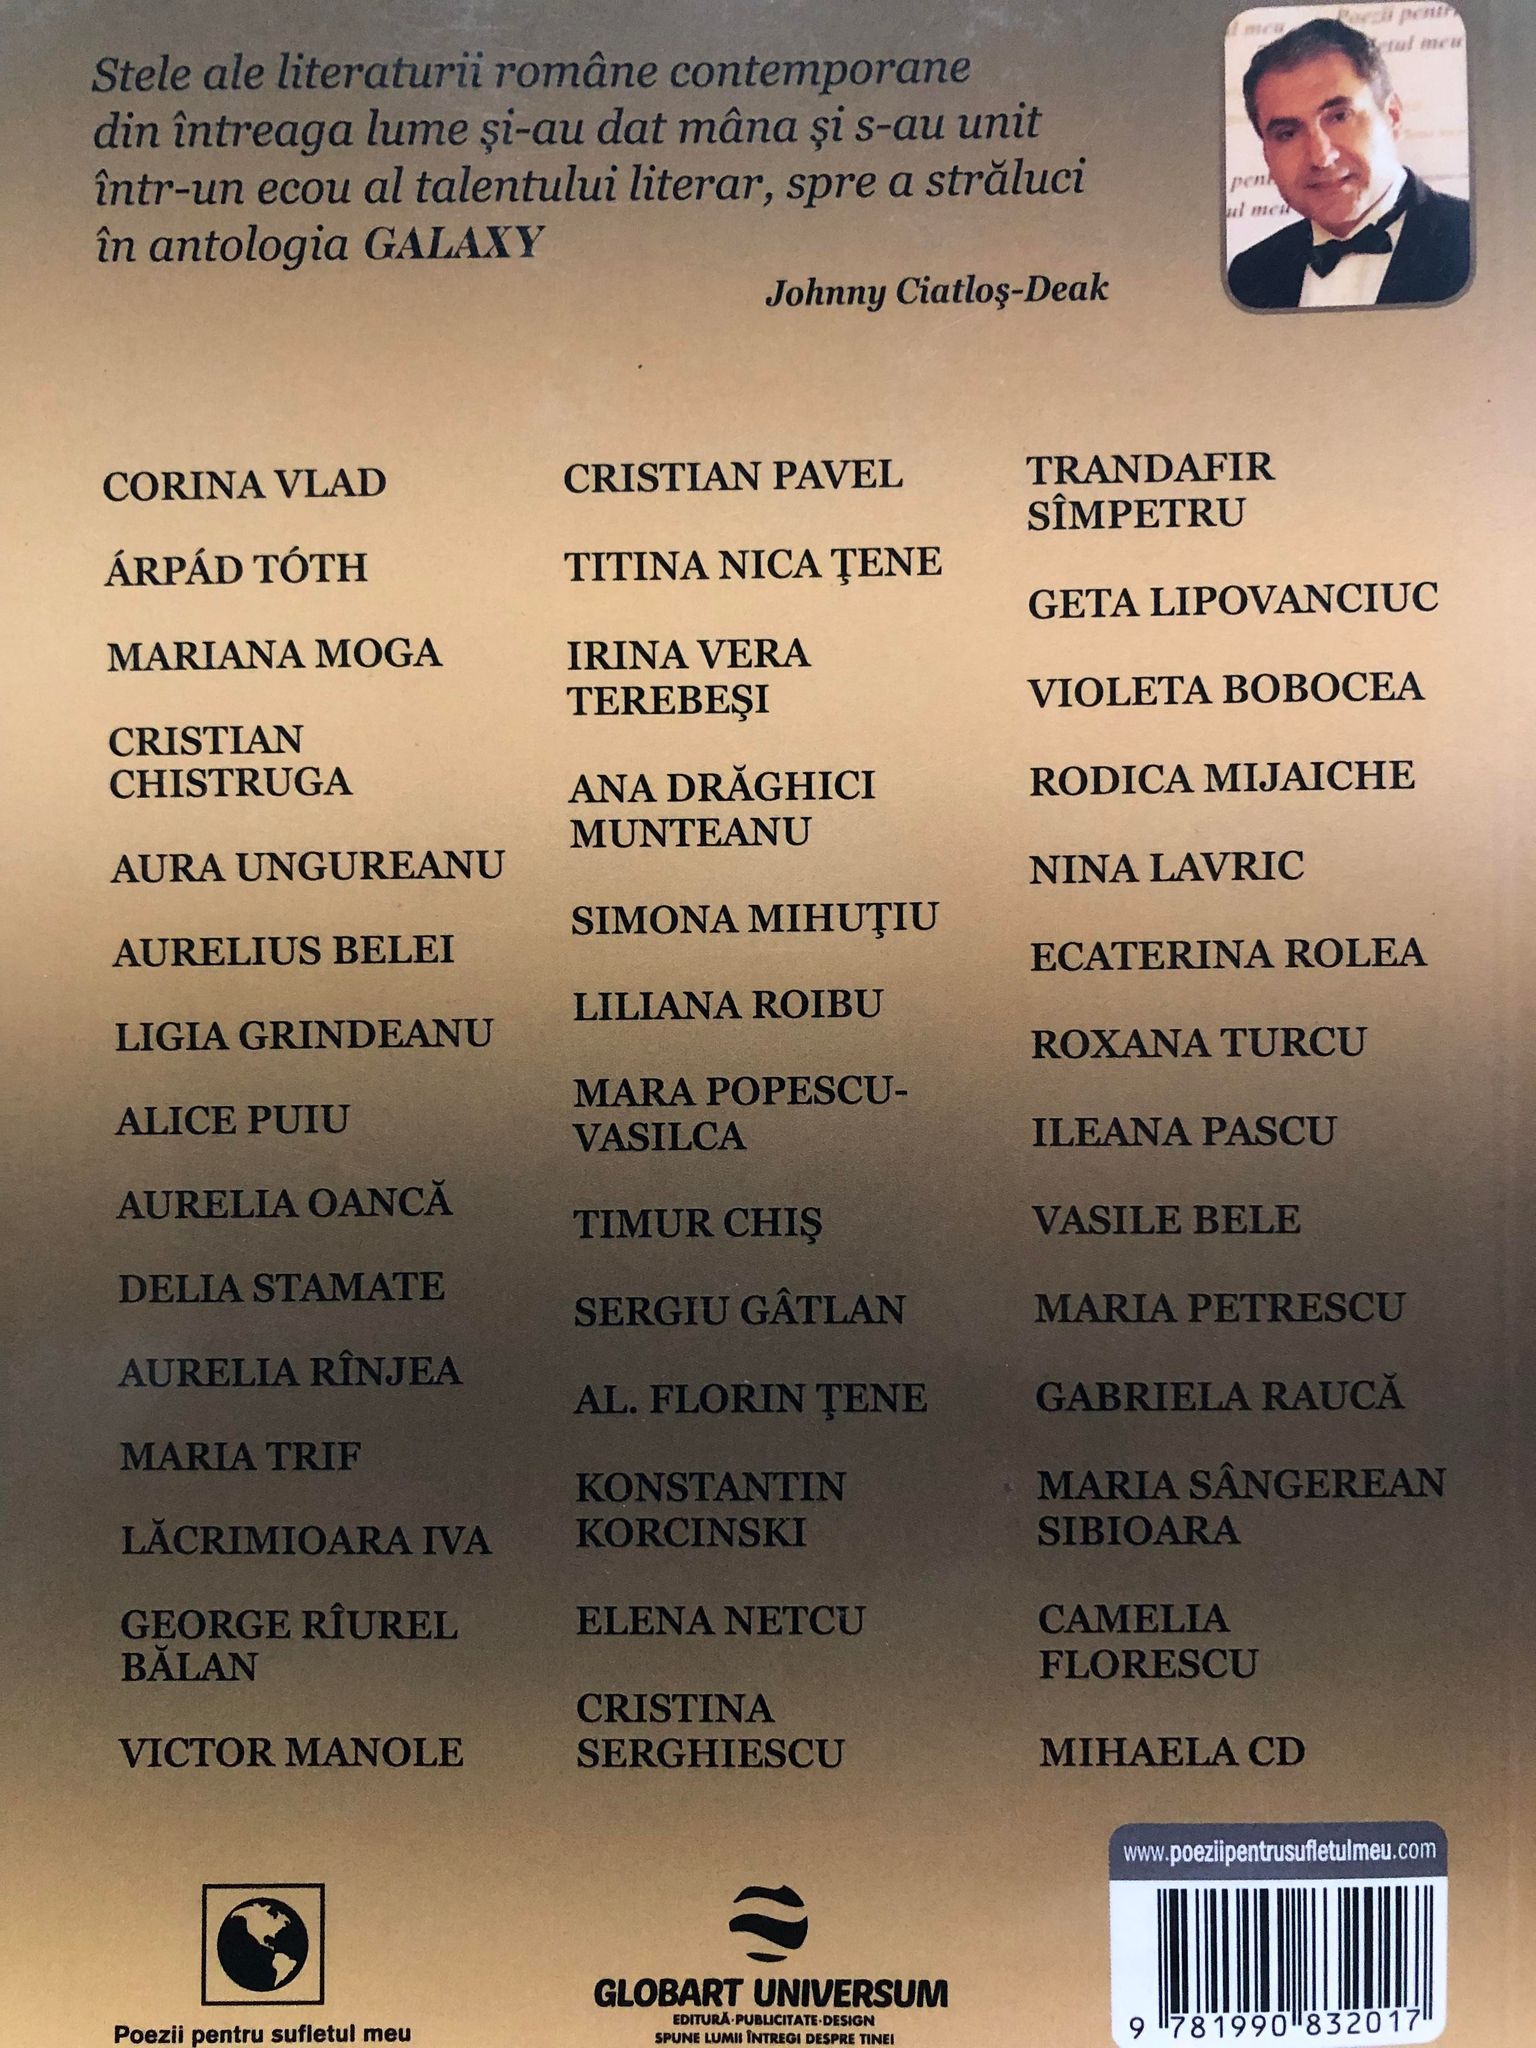 Stele ale literaturii române contemporane
din întreaga lume și-au dat mâna și s-au unit
într-un ecou al talentului literar, spre a străluci
în antologia GALAXY
Johnny Ciatloş-Deak
CORINA VLAD
ÁRPÁD TÓTH
MARIANA MOGA
CRISTIAN
CHISTRUGA
AURA UNGUREANU
AURELIUS BELEI
LIGIA GRINDEANU
ALICE PUIU
AURELIA OANCĂ
DELIA STAMATE
AURELIA RÎNJEA
MARIA TRIF
LĂCRIMIOARA IVA
GEORGE RÎUREL
BĂLAN
VICTOR MANOLE
CRISTIAN PAVEL
TITINA NICA ŢENE
IRINA VERA
TEREBEŞI
ANA DRĂGHICI
MUNTEANU
SIMONA MIHUŢIU
LILIANA ROIBU
MARA POPESCU-
VASILCA
TIMUR CHIŞ
SERGIU GÂTLAN
AL. FLORIN ŢENE
KONSTANTIN
KORCINSKI
ELENA NETCU
CRISTINA
SERGHIESCU
TRANDAFIR
SÎMPETRU
GETA LIPOVANCIUC
VIOLETA BOBOCEA
RODICA MIJAICHE
NINA LAVRIC
ECATERINA ROLEA
ROXANA TURCU
ILEANA PASCU
VASILE BELE
MARIA PETRESCU
GABRIELA RAUCĂ
MARIA SÂNGEREAN
SIBIOARA
CAMELIA
FLORESCU
MIHAELA CD
Poezii pentru sufletul meu
GLOBART UNIVERSUM
EDITURĂ·PUBLICITATE·DESIGN
SPUNE LUMII ÎNTREGI DESPRE TINE!
www.poeziipentrusufletulmeu.com
9 781990 832017